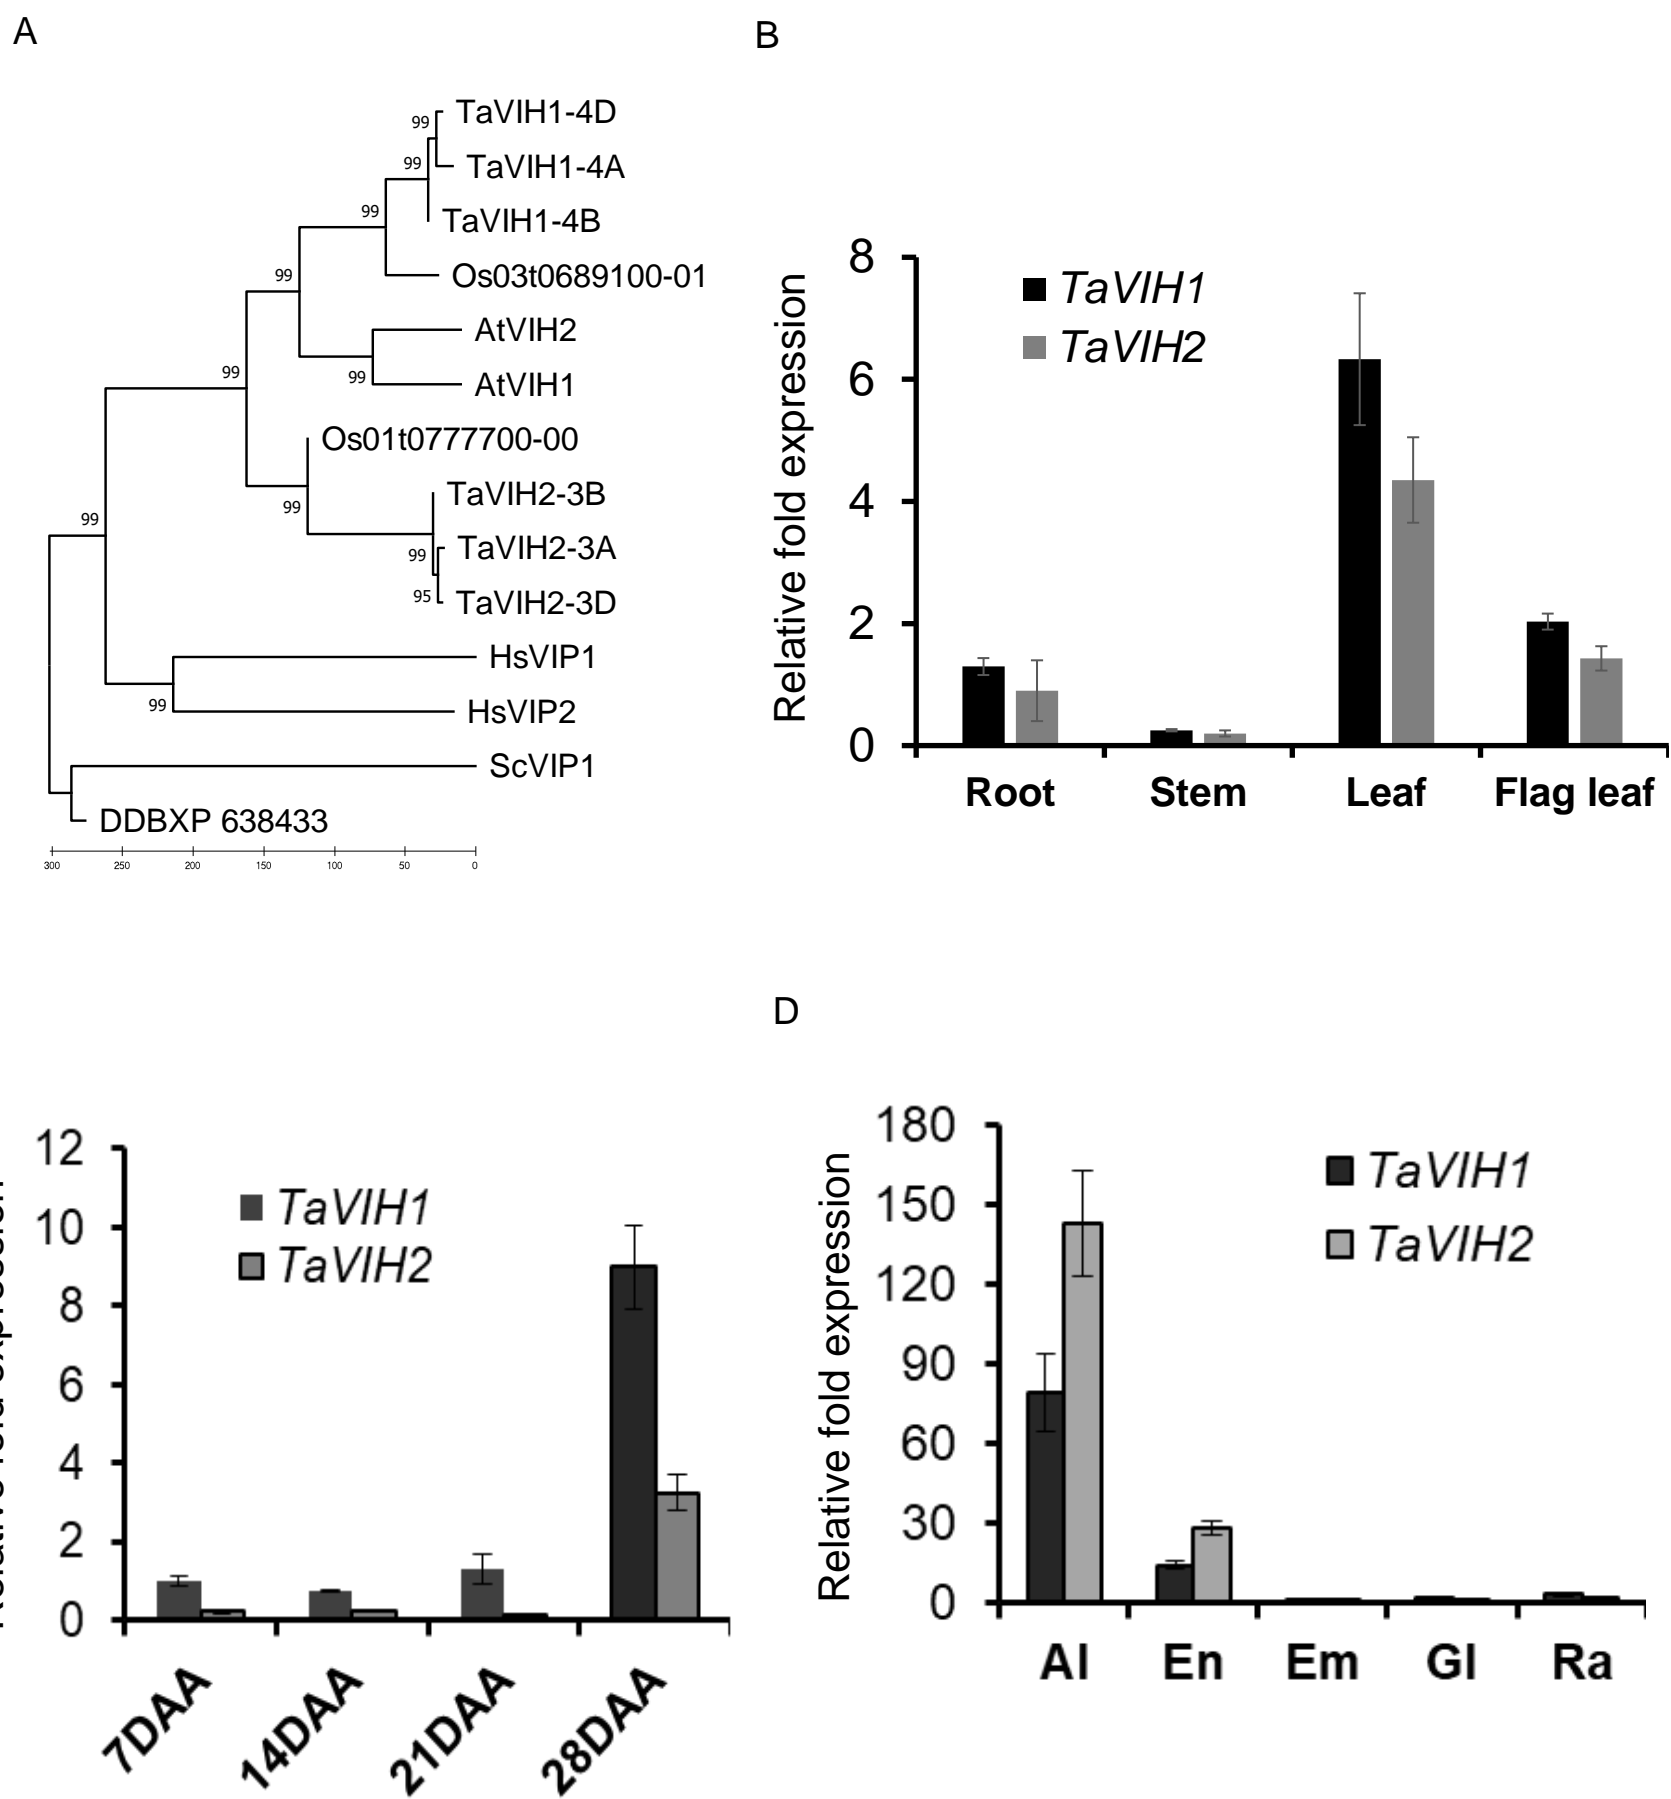 A
99
TaVIH1-4D
99
TaVIH1-4A
99
TaVIH1-4B
99
Os03t0689100-01
AtVIH2
99
99
AtVIH1
Os01t0777700-00
99
TaVIH2-3B
99
99
TaVIH2-3A
95
TaVIH2-3D
HsVIP1
99
HsVIP2
ScVIP1
DDBXP 638433
300 250 200 150 100 50 0
B
Relative fold expression
8
6
4
2
0
TaVIH1
TaVIH2
Root Stem Leaf Flag leaf
Relative fold expression
12
10
8
6
4
2
0
TaVIH1
TaVIH2
7DAA 14DAA 21DAA 28DAA
D
Relative fold expression
180
150
120
90
60
30
0
TaVIH1
TaVIH2
Al En Em Gl Ra